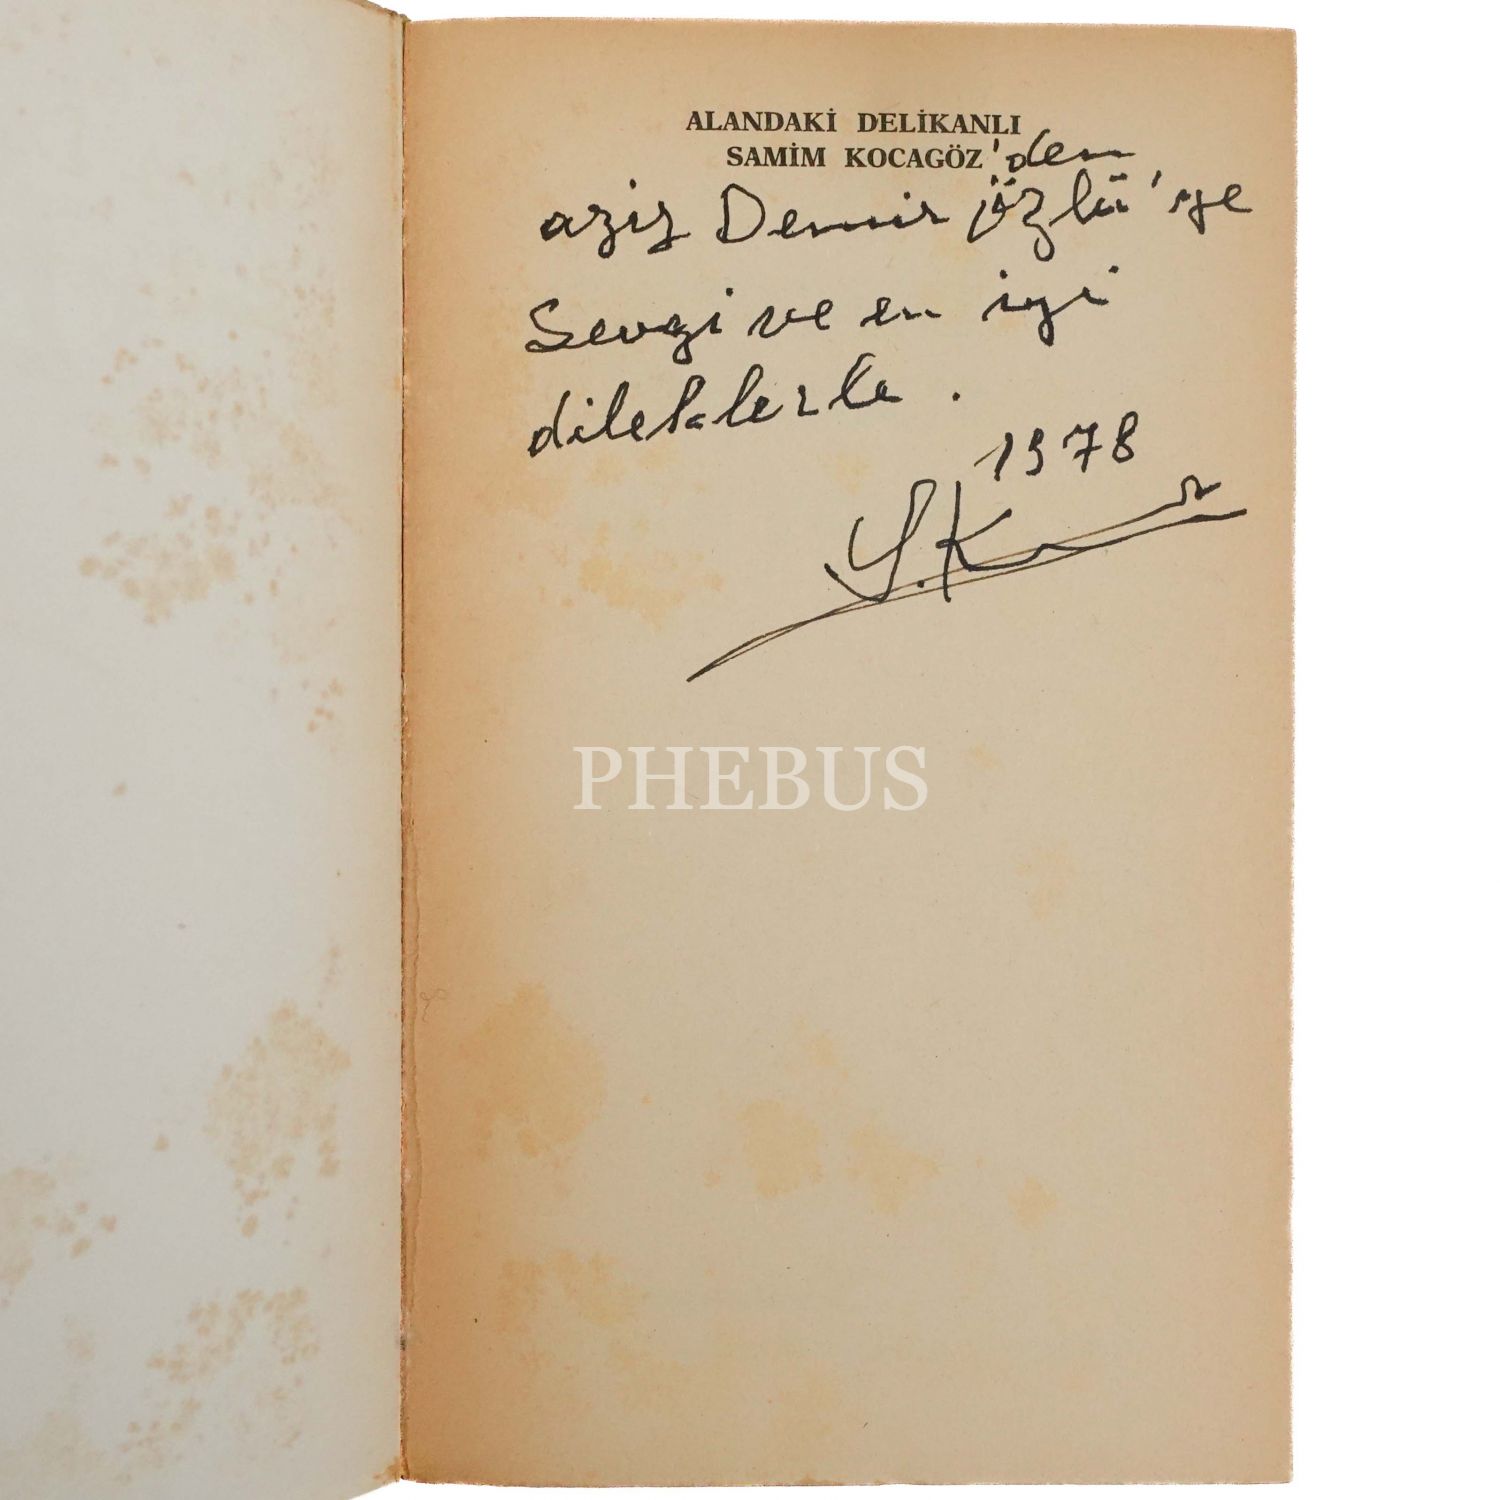 ALANDAKİ DELİKANLI
SAMİM KOCAGÖZ'den
aziz Demir Özlü'ye
Sevgi ve en iyi
dileklerle.
1978
S.K
PHEBUS